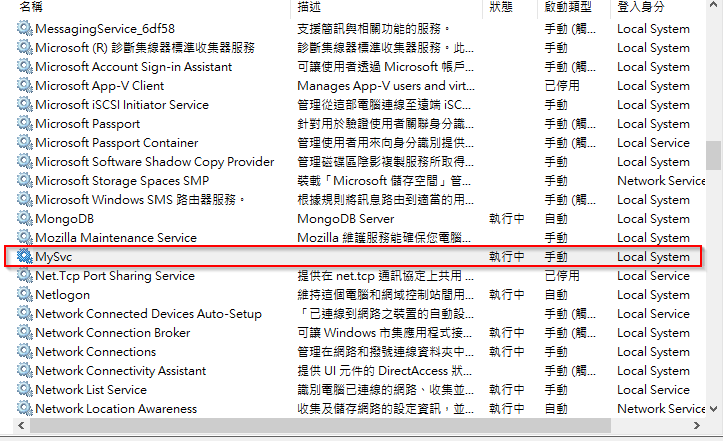 名稱 描述 狀態 啟動類型 登入身分
MessagingService_6df58 支援簡訊與相關功能的服務。 手動 (觸... Local System
Microsoft (R) 診斷集線器標準收集器服務 診斷集線器標準收集器服務。此... 手動 Local System
Microsoft Account Sign-in Assistant 可讓使用者透過 Microsoft 帳戶... 手動 (觸... Local System
Microsoft App-V Client Manages App-V users and virt... 已停用 Local System
Microsoft iSCSI Initiator Service 管理從這部電腦連線至遠端 iSC... 手動 Local System
Microsoft Passport 針對用於驗證使用者關聯身分識... 手動 (觸... Local System
Microsoft Passport Container 管理使用者用來向身分識別提供... 手動 (觸... Local Service
Microsoft Software Shadow Copy Provider 管理磁碟區陰影複製服務所取得... 手動 Local System
Microsoft Storage Spaces SMP 裝載「Microsoft 儲存空間」管... 手動 Network Service
Microsoft Windows SMS 路由器服務。 根據規則將訊息路由到適當的用... 手動 (觸... Local System
MongoDB MongoDB Server 執行中 自動 Local System
Mozilla Maintenance Service Mozilla 維護服務能確保您電腦... 手動 Local System
MySvc 執行中 手動 Local System
Net.Tcp Port Sharing Service 提供在 net.tcp 通訊協定上共用... 已停用 Local Service
Netlogon 維持這個電腦和網域控制站間用... 執行中 自動 Local System
Network Connected Devices Auto-Setup 「已連線到網路之裝置的自動設... 手動 (觸... Local Service
Network Connection Broker 可讓 Windows 市集應用程式接... 執行中 手動 (觸... Local System
Network Connections 管理在網路和撥號連線資料夾中... 執行中 手動 Local System
Network Connectivity Assistant 提供 UI 元件的 DirectAccess 狀... 手動 (觸... Local System
Network List Service 識別電腦已連線的網路、收集並... 執行中 手動 Local Service
Network Location Awareness 收集及儲存網路的設定資訊，並... 執行中 自動 Network Service